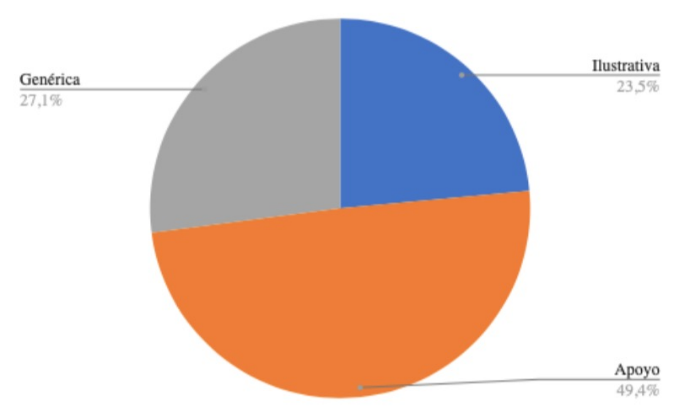 Ilustrativa
23,5%
Genérica
27,1%
Apoyo
49,4%